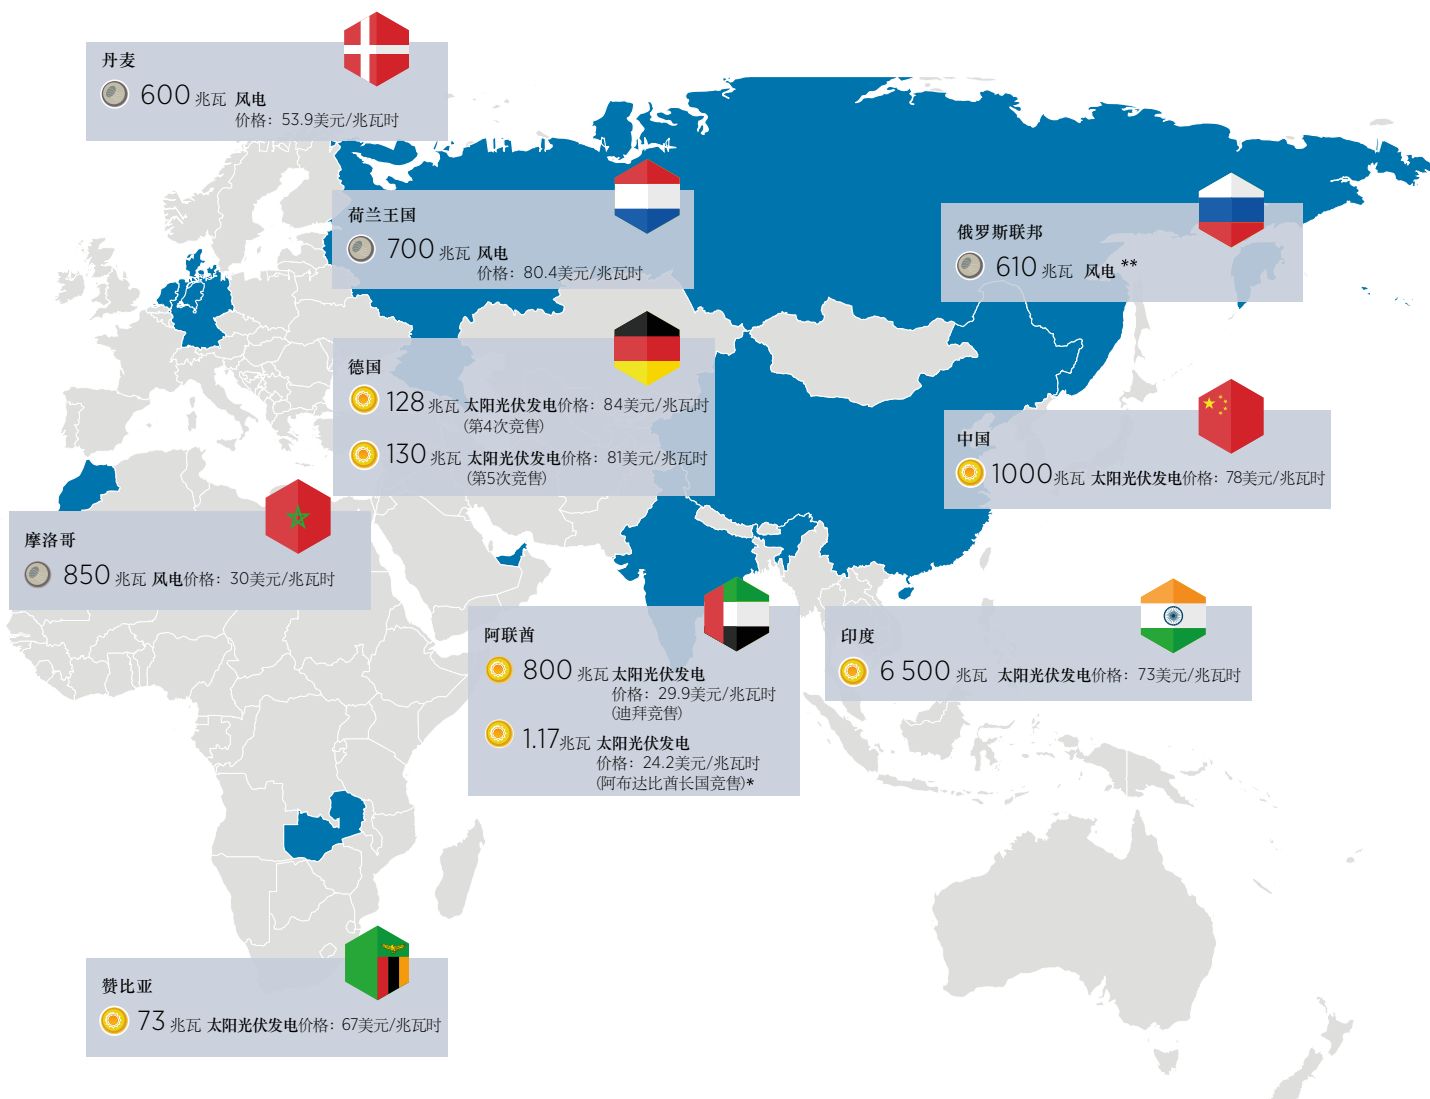 丹麦
600 兆瓦 风电
价格：53.9美元/兆瓦时
荷兰王国
700 兆瓦 风电
价格：80.4美元/兆瓦时
俄罗斯联邦
610 兆瓦 风电 **
德国
128 兆瓦 太阳光伏发电价格：84美元/兆瓦时
(第4次竞售)
130 兆瓦 太阳光伏发电价格：81美元/兆瓦时
(第5次竞售)
中国
1000兆瓦 太阳光伏发电价格：78美元/兆瓦时
摩洛哥
850 兆瓦 风电价格：30美元/兆瓦时
阿联酋
800 兆瓦 太阳光伏发电
价格：29.9美元/兆瓦时
(迪拜竞售)
1.17兆瓦 太阳光伏发电
价格：24.2美元/兆瓦时
(阿布达比酋长国竞售)*
印度
6 500 兆瓦 太阳光伏发电价格：73美元/兆瓦时
赞比亚
73 兆瓦 太阳光伏发电价格：67美元/兆瓦时